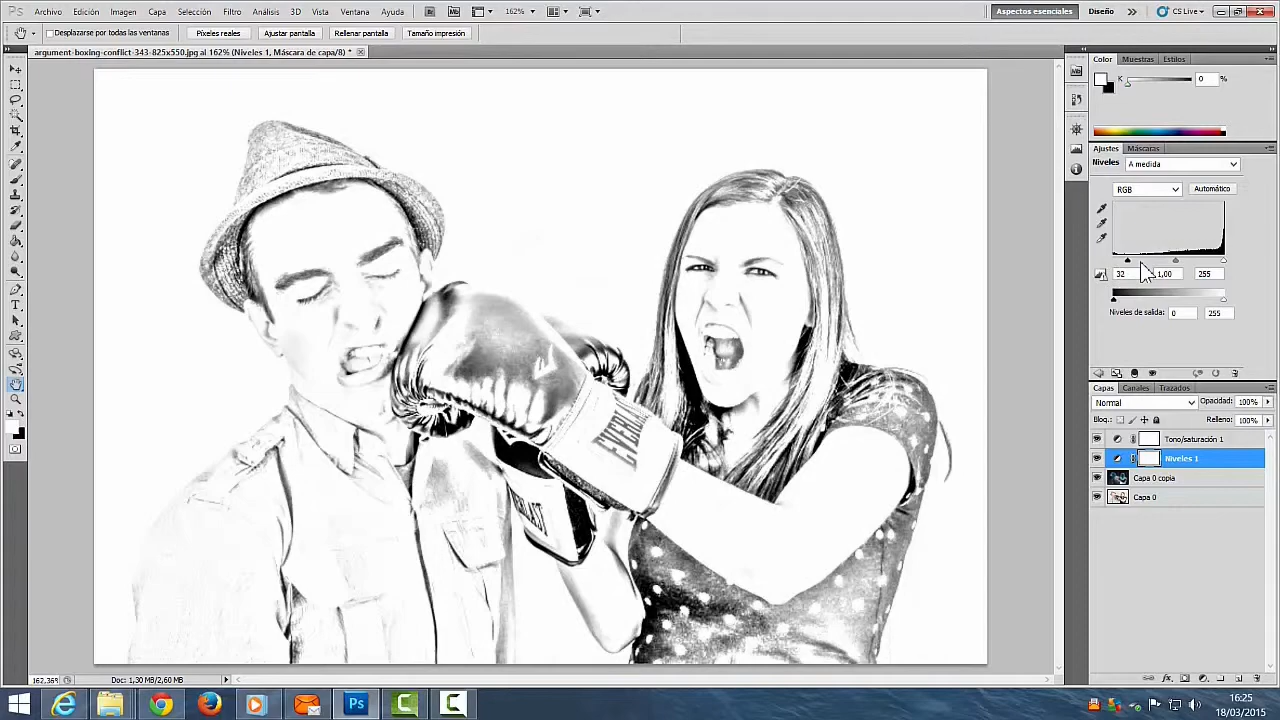 Ps Archivo Edición Imagen Capa Selección Filtro Análisis 3D Vista Ventana Ayuda Br Mb 162% Aspectos esenciales Diseño CS Live
Desplazarse por todas las ventanas Píxeles reales Ajustar pantalla Rellenar pantalla Tamaño impresión
argument-boxing-conflict-343-825x550.jpg al 162% (Niveles 1, Máscara de capa/8) *
Color Muestras Estilos
K 0 %
Ajustes Máscaras
Niveles A medida
RGB Automático
32 1,00 255
Niveles de salida: 0 255
Capas Canales Trazados
Normal Opacidad: 100%
Bloq.: Relleno: 100%
Tono/saturación 1
Niveles 1
Capa 0 copia
Capa 0
EVERLAST
EVERLAST
162,36% Doc: 1,30 MB/2,60 MB
Ps
16:25
18/03/2015